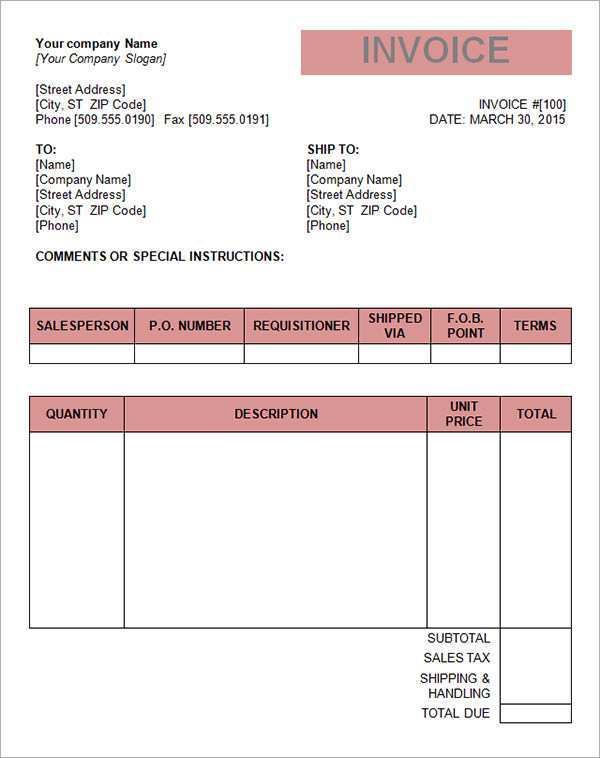 Your company Name
INVOICE
[Your Company Slogan]
[Street Address]
[City, ST  ZIP Code]
INVOICE #[100]
Phone [509.555.0190]   Fax [509.555.0191]
DATE: MARCH 30, 2015
TO:
[Name]
[Company Name]
[Street Address]
[City, ST  ZIP Code]
[Phone]
SHIP TO:
[Name]
[Company Name]
[Street Address]
[City, ST  ZIP Code]
[Phone]
COMMENTS OR SPECIAL INSTRUCTIONS:
SALESPERSON
P.O. NUMBER
REQUISITIONER
SHIPPED
VIA
F.O.B.
POINT
TERMS
QUANTITY
DESCRIPTION
UNIT
PRICE
TOTAL
SUBTOTAL
SALES TAX
SHIPPING &
HANDLING
TOTAL DUE